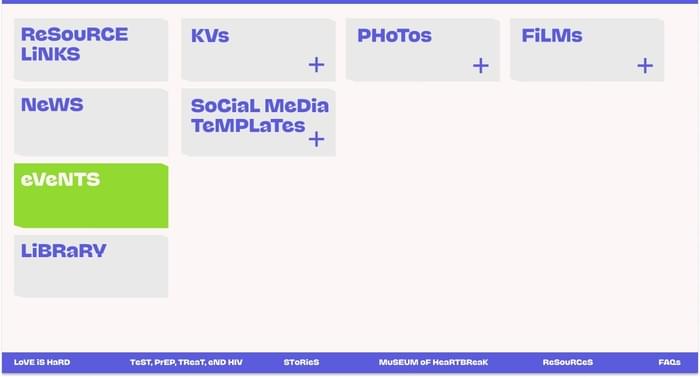 ReSouRCE
LiNKS
KVs
PHoTos
FiLMs
NeWS
SoCiaL MeDia
TeMPLaTes
eVeNTS
LiBRaRY
LoVE iS HaRD
TeST, PrEP, TReaT, eND HIV
SToRieS
MuSEUM oF HeaRTBReaK
ReSouRCeS
FAQs